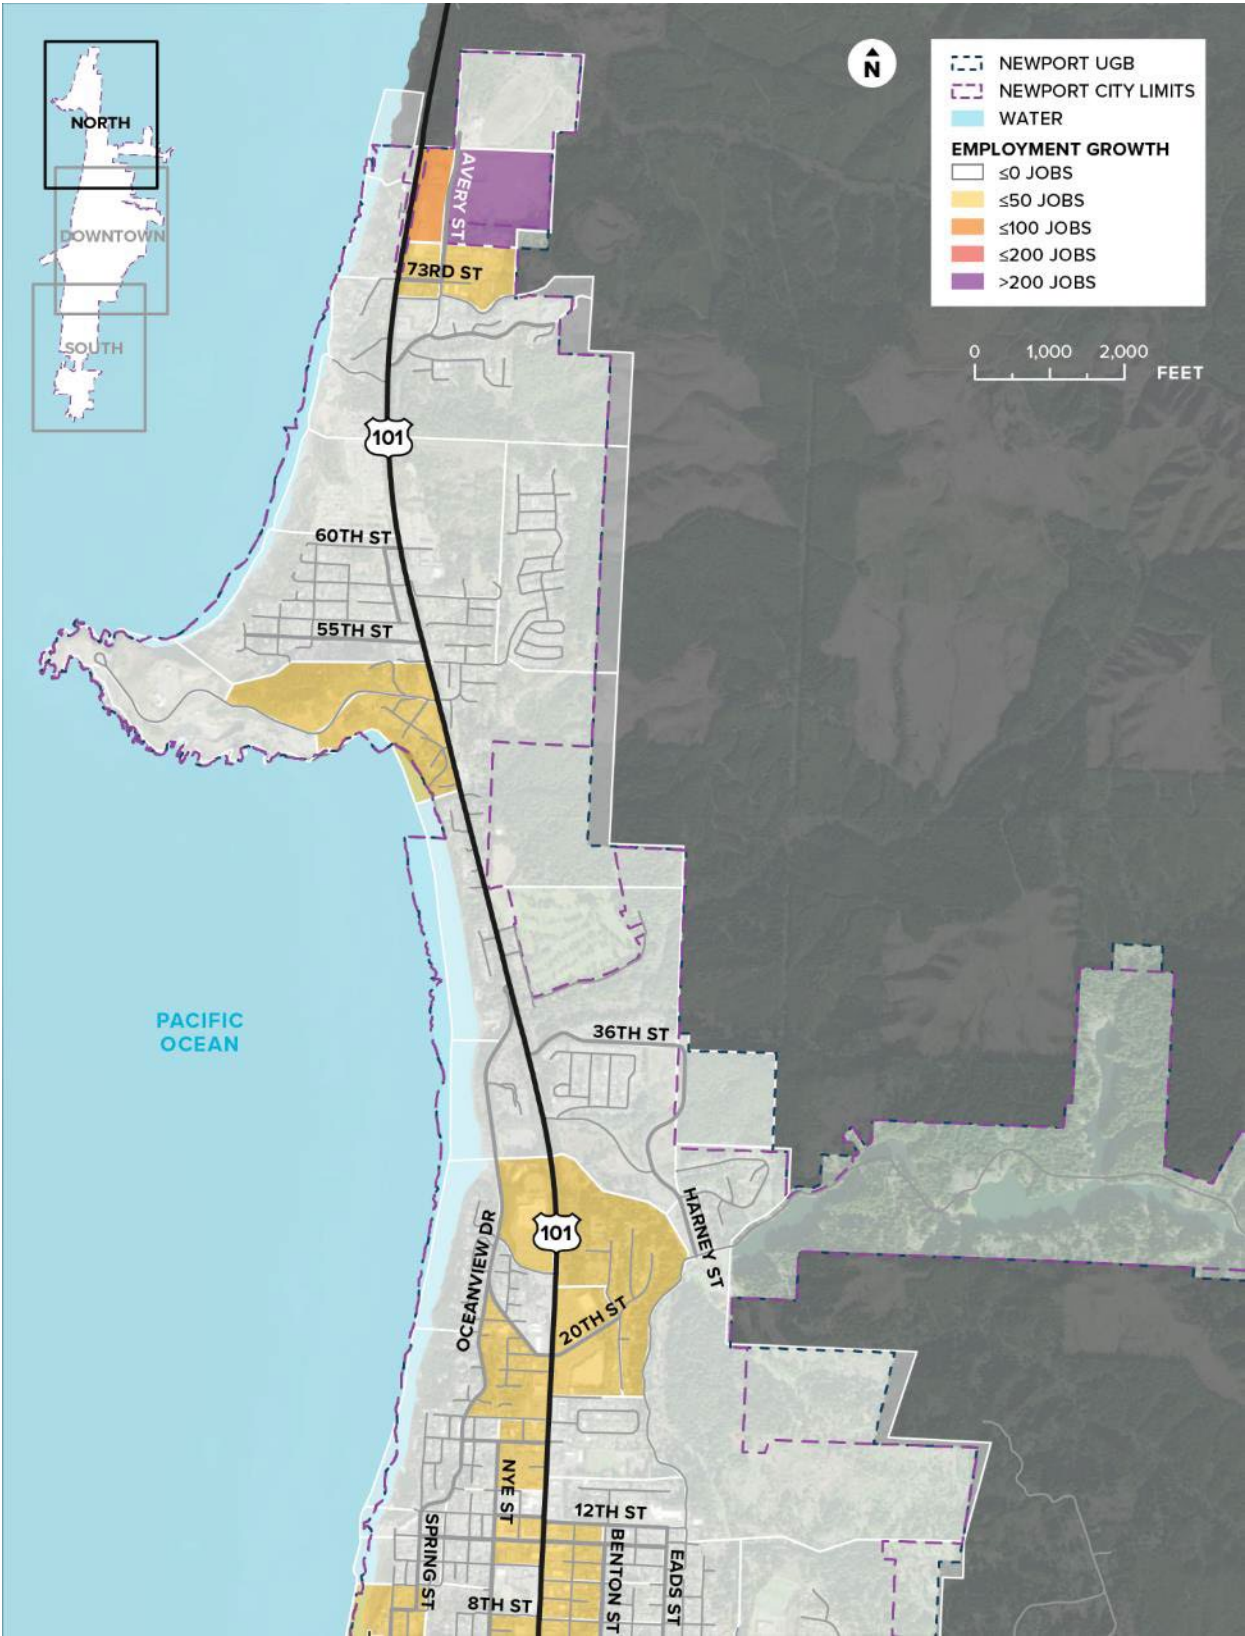 NORTH
DOWNTOWN
SOUTH
N
NEWPORT UGB
NEWPORT CITY LIMITS
WATER
EMPLOYMENT GROWTH
≤0 JOBS
≤50 JOBS
≤100 JOBS
≤200 JOBS
>200 JOBS
0 1,000 2,000
FEET
AVERY ST
73RD ST
101
60TH ST
55TH ST
PACIFIC
OCEAN
36TH ST
HARNEY ST
OCEANVIEW DR
101
20TH ST
NYE ST
12TH ST
SPRING ST
BENTON ST
EADS ST
8TH ST